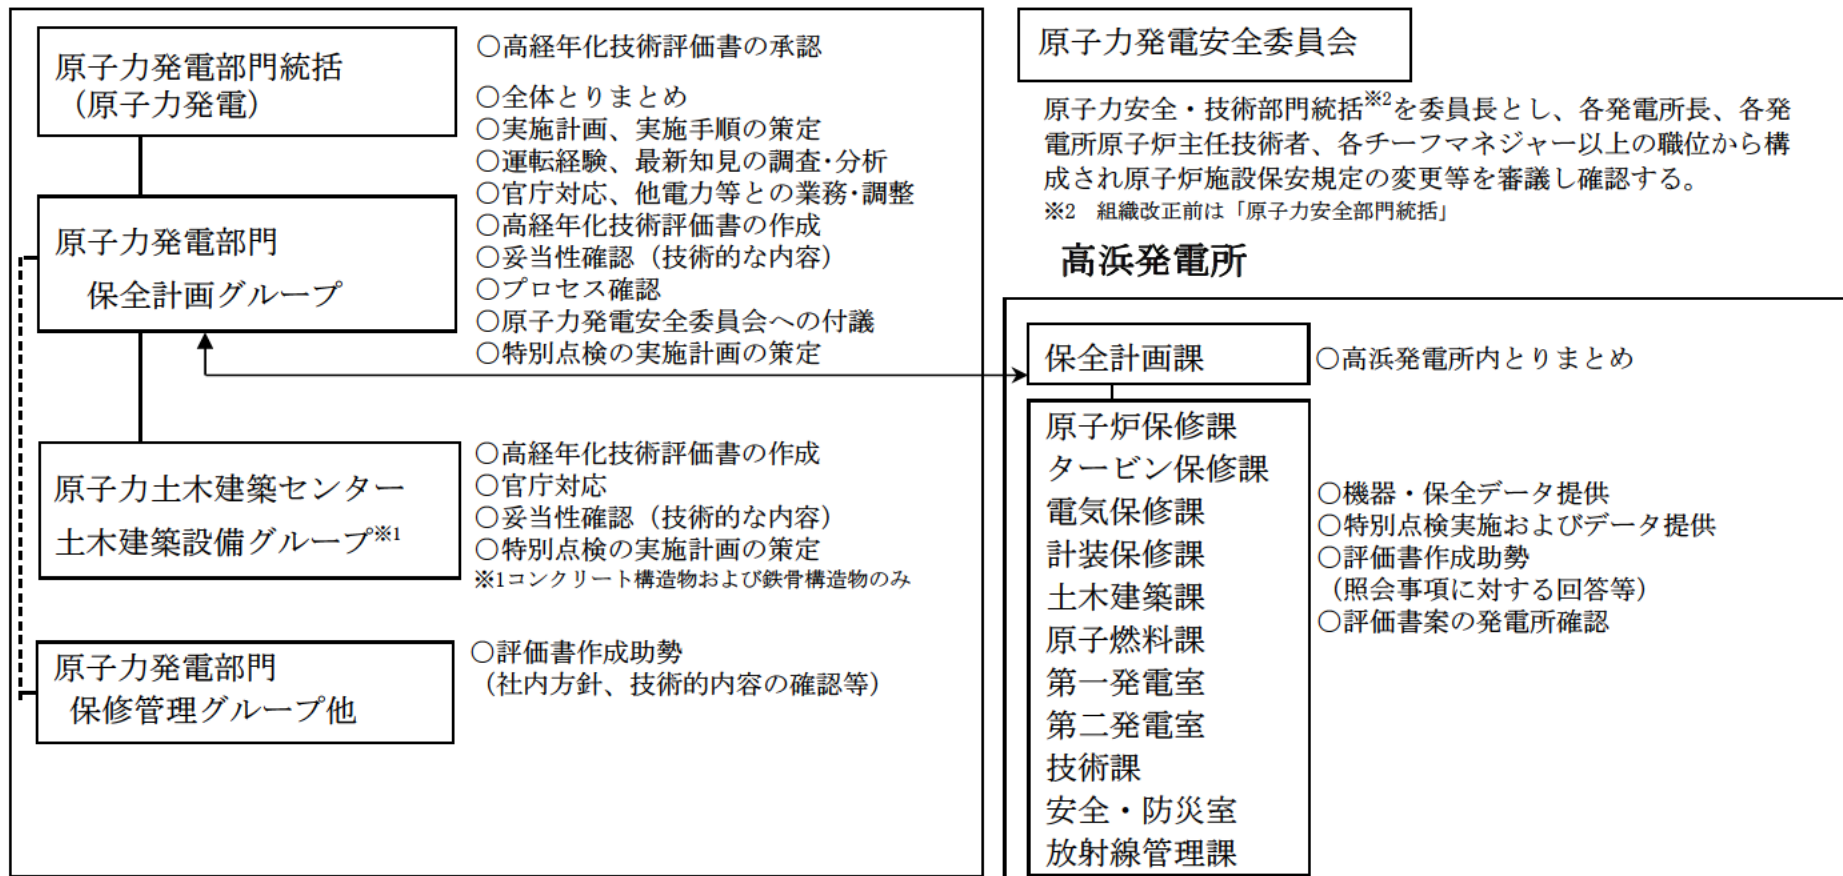 原子力発電部門統括
（原子力発電）
○高経年化技術評価書の承認
原子力発電部門
保全計画グループ
○全体とりまとめ
○実施計画、実施手順の策定
○運転経験、最新知見の調査･分析
○官庁対応、他電力等との業務･調整
○高経年化技術評価書の作成
○妥当性確認（技術的な内容）
○プロセス確認
○原子力発電安全委員会への付議
○特別点検の実施計画の策定
原子力土木建築センター
土木建築設備グループ※1
○高経年化技術評価書の作成
○官庁対応
○妥当性確認（技術的な内容）
○特別点検の実施計画の策定
※1コンクリート構造物および鉄骨構造物のみ
原子力発電部門
保修管理グループ他
○評価書作成助勢
（社内方針、技術的内容の確認等）
原子力発電安全委員会
原子力安全・技術部門統括※2を委員長とし、各発電所長、各発
電所原子炉主任技術者、各チーフマネジャー以上の職位から構
成され原子炉施設保安規定の変更等を審議し確認する。
※2　組織改正前は「原子力安全部門統括」
高浜発電所
保全計画課
○高浜発電所内とりまとめ
原子炉保修課
タービン保修課
電気保修課
計装保修課
土木建築課
原子燃料課
第一発電室
第二発電室
技術課
安全・防災室
放射線管理課
○機器・保全データ提供
○特別点検実施およびデータ提供
○評価書作成助勢
（照会事項に対する回答等）
○評価書案の発電所確認